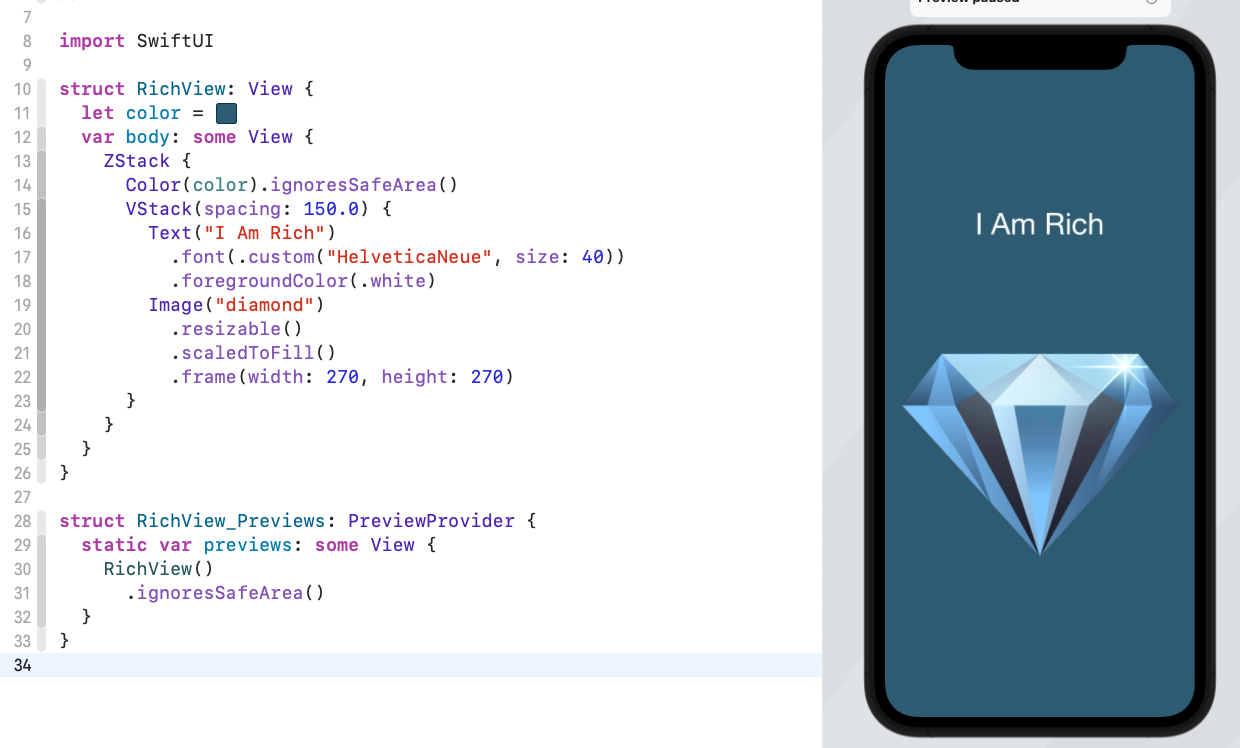 Preview paused
7
8 import SwiftUI
9
10 struct RichView: View {
11 let color =
12 var body: some View {
13 ZStack {
14 Color(color).ignoresSafeArea()
15 VStack(spacing: 150.0) {
16 Text("I Am Rich")
17 .font(.custom("HelveticaNeue", size: 40))
18 .foregroundColor(.white)
19 Image("diamond")
20 .resizable()
21 .scaledToFill()
22 .frame(width: 270, height: 270)
23 }
24 }
25 }
26 }
27
28 struct RichView_Previews: PreviewProvider {
29 static var previews: some View {
30 RichView()
31 .ignoresSafeArea()
32 }
33 }
34
I Am Rich